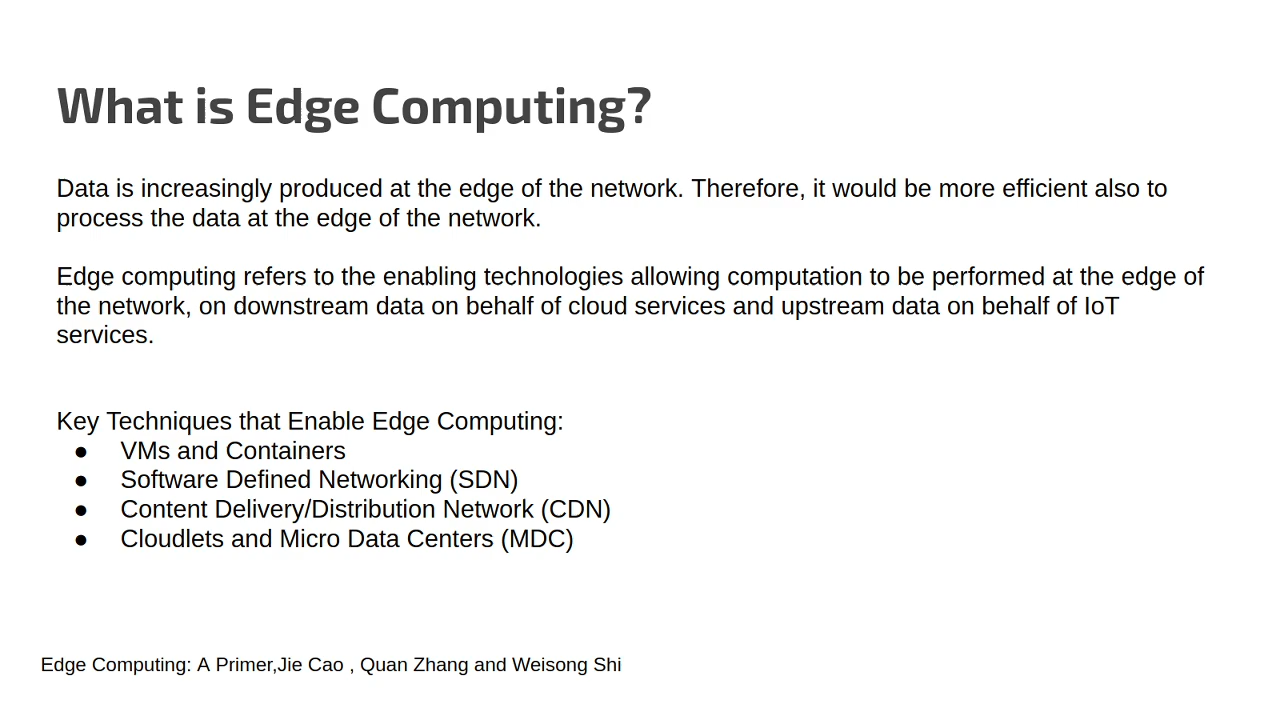 What is Edge Computing?
Data is increasingly produced at the edge of the network. Therefore, it would be more efficient also to
process the data at the edge of the network.
Edge computing refers to the enabling technologies allowing computation to be performed at the edge of
the network, on downstream data on behalf of cloud services and upstream data on behalf of IoT
services.
Key Techniques that Enable Edge Computing:
● VMs and Containers
● Software Defined Networking (SDN)
● Content Delivery/Distribution Network (CDN)
● Cloudlets and Micro Data Centers (MDC)
Edge Computing: A Primer,Jie Cao , Quan Zhang and Weisong Shi